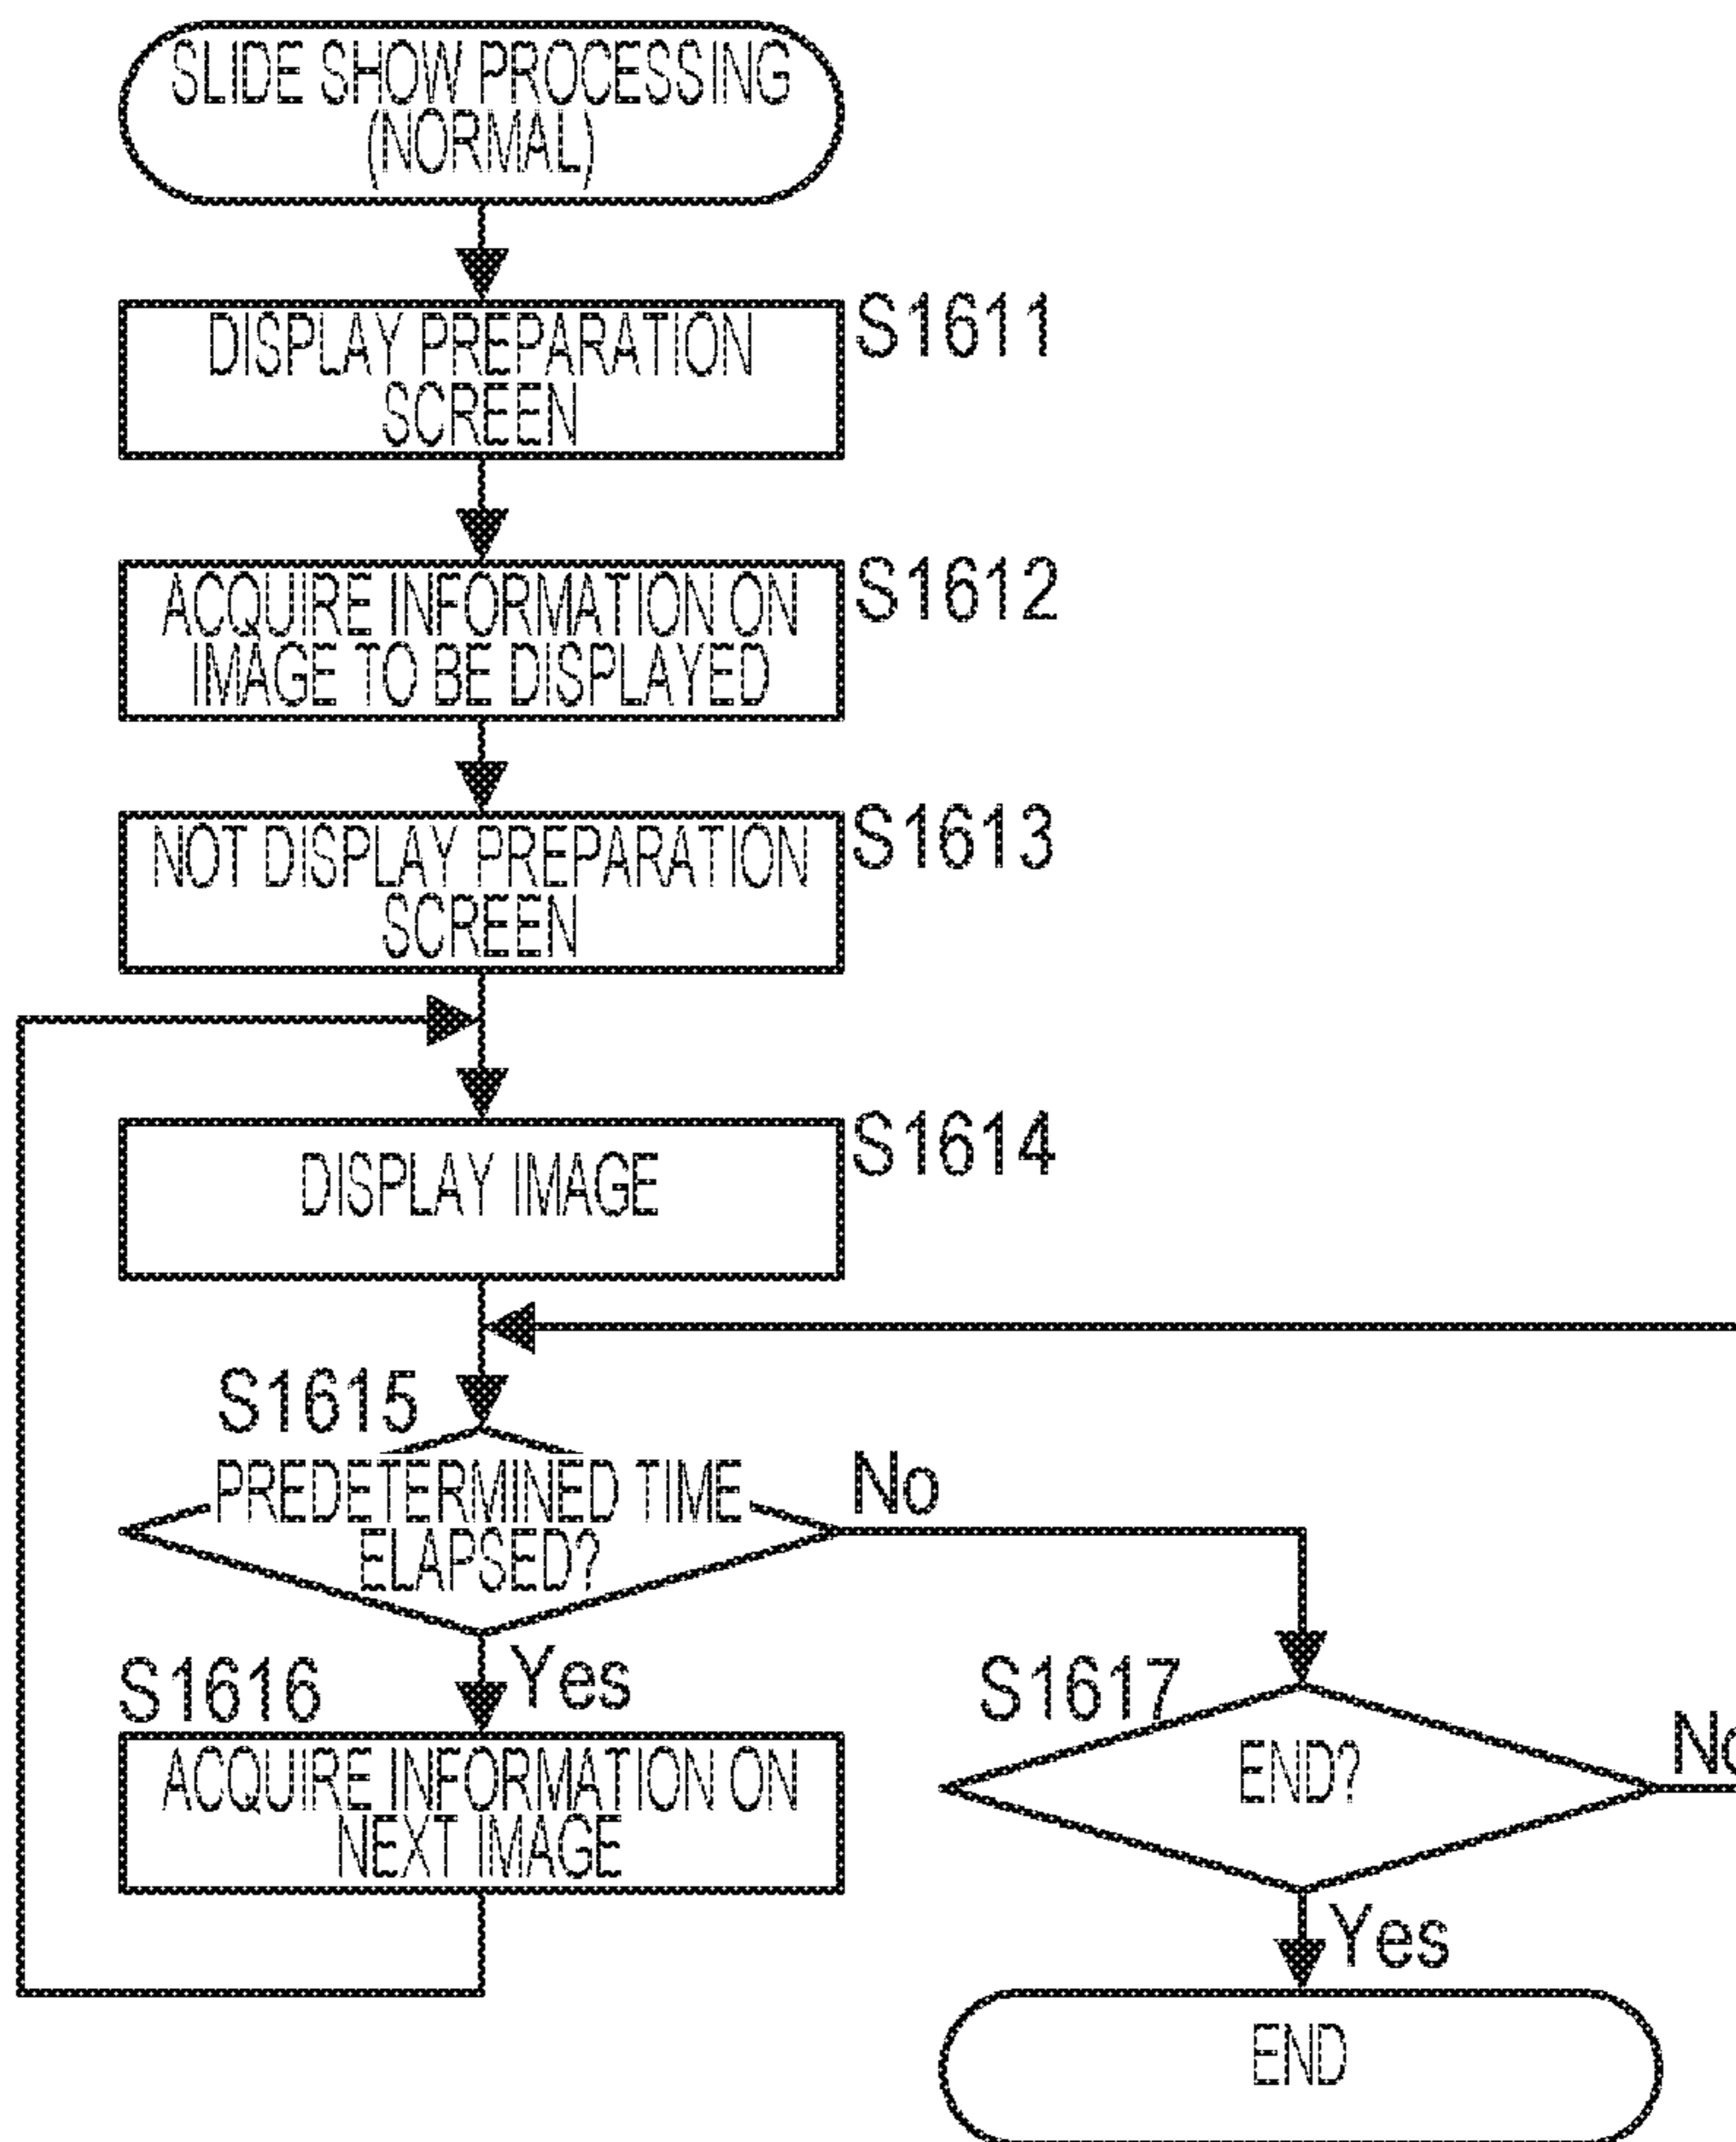 SLIDE SHOW PROCESSING
(NORMAL)
DISPLAY PREPARATION
SCREEN
S1611
ACQUIRE INFORMATION ON
IMAGE TO BE DISPLAYED
S1612
NOT DISPLAY PREPARATION
SCREEN
S1613
DISPLAY IMAGE
S1614
S1615
PREDETERMINED TIME
ELAPSED?
No
Yes
S1616
ACQUIRE INFORMATION ON
NEXT IMAGE
S1617
END?
No
Yes
END